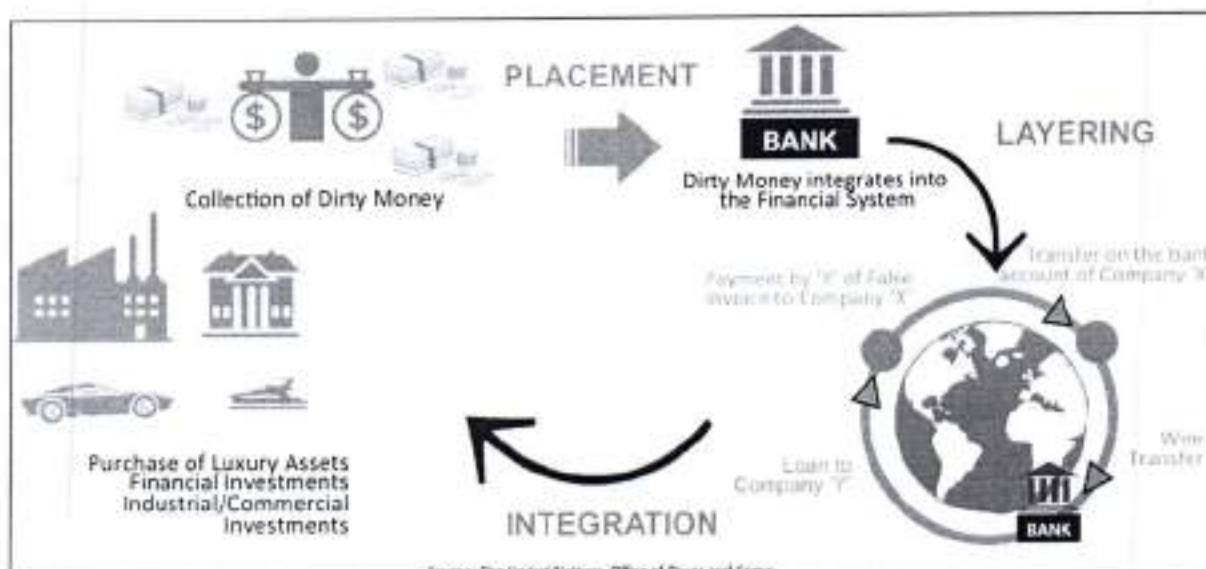 PLACEMENT
BANK
LAYERING
Collection of Dirty Money
Dirty Money integrates into
the Financial System
Transfer on the bank
account of Company 'X
Payment by 'Y' of False
invoice to Company 'X
Wire
Transfer
Loan to
Company 'Y'
BANK
Purchase of Luxury Assets
Financial Investments
Industrial/Commercial
Investments
INTEGRATION